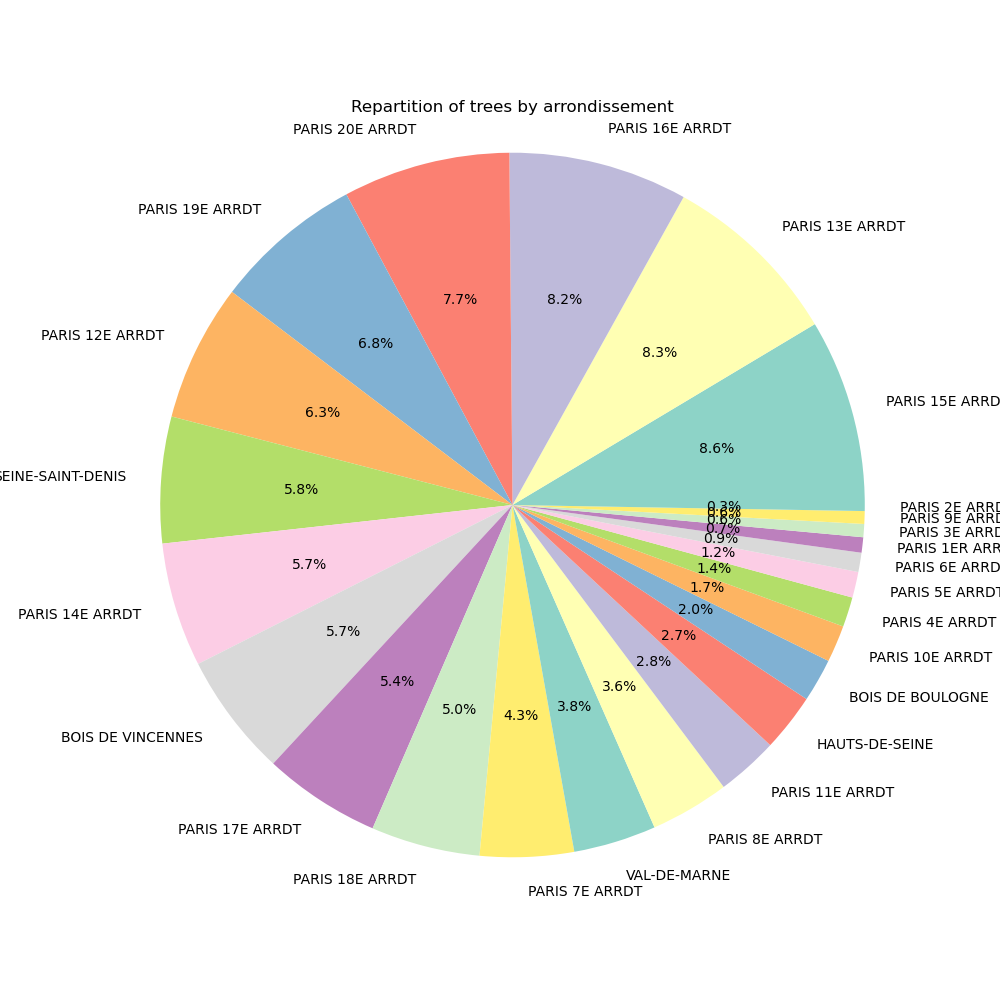 Repartition of trees by arrondissement
PARIS 20E ARRDT
PARIS 16E ARRDT
PARIS 19E ARRDT
PARIS 13E ARRDT
7.7%
8.2%
PARIS 12E ARRDT
6.8%
8.3%
PARIS 15E ARRD
6.3%
8.6%
SEINE-SAINT-DENIS
5.8%
0.3%
PARIS 2E ARRD
PARIS 9E ARRD
0.6%
PARIS 3E ARRD
0.7%
PARIS 1ER ARR
0.9%
1.2%
PARIS 6E ARRD
5.7%
1.4%
PARIS 5E ARRDT
1.7%
PARIS 14E ARRDT
2.0%
PARIS 4E ARRDT
5.7%
2.7%
PARIS 10E ARRDT
2.8%
5.4%
3.6%
BOIS DE BOULOGNE
5.0%
4.3%
3.8%
BOIS DE VINCENNES
HAUTS-DE-SEINE
PARIS 11E ARRDT
PARIS 17E ARRDT
PARIS 8E ARRDT
PARIS 18E ARRDT
VAL-DE-MARNE
PARIS 7E ARRDT